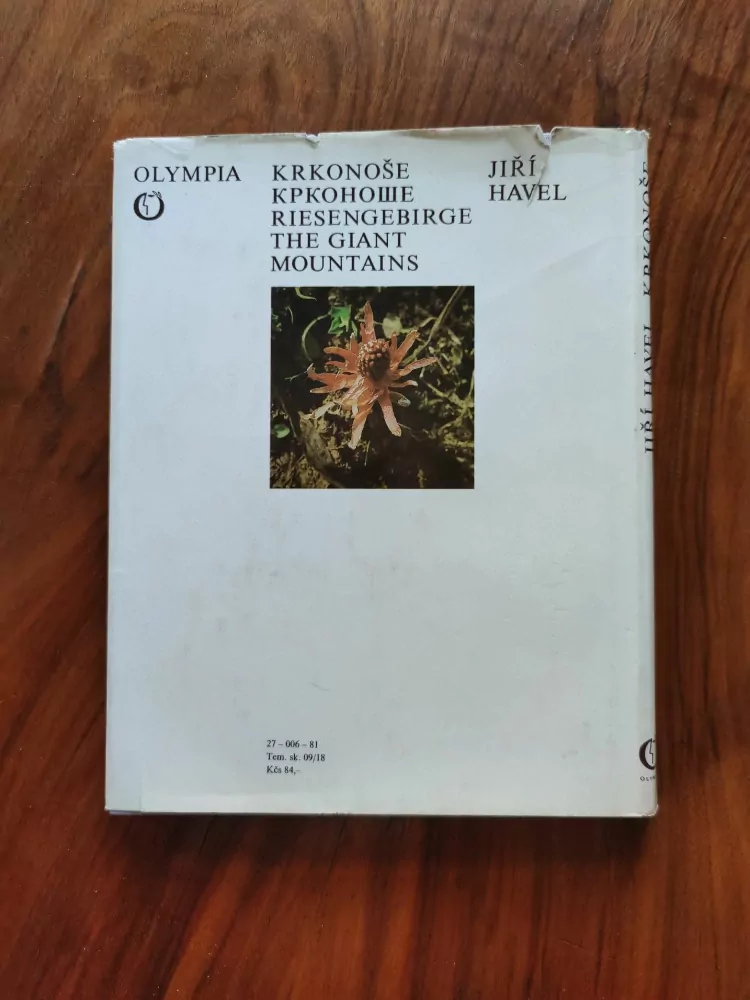 OLYMPIA
KRKONOŠE
КРКОНОШЕ
RIESENGEBIRGE
THE GIANT
MOUNTAINS
JIŘÍ
HAVEL
27 – 006 – 81
Tem. sk. 09/18
Kčs 84,–
JIŘÍ HAVEL KRKONOŠE